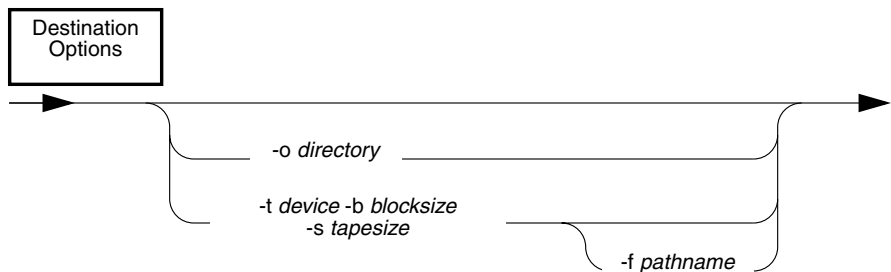 Destination
Options
-o directory
-t device -b blocksize
-s tapesize
-f pathname